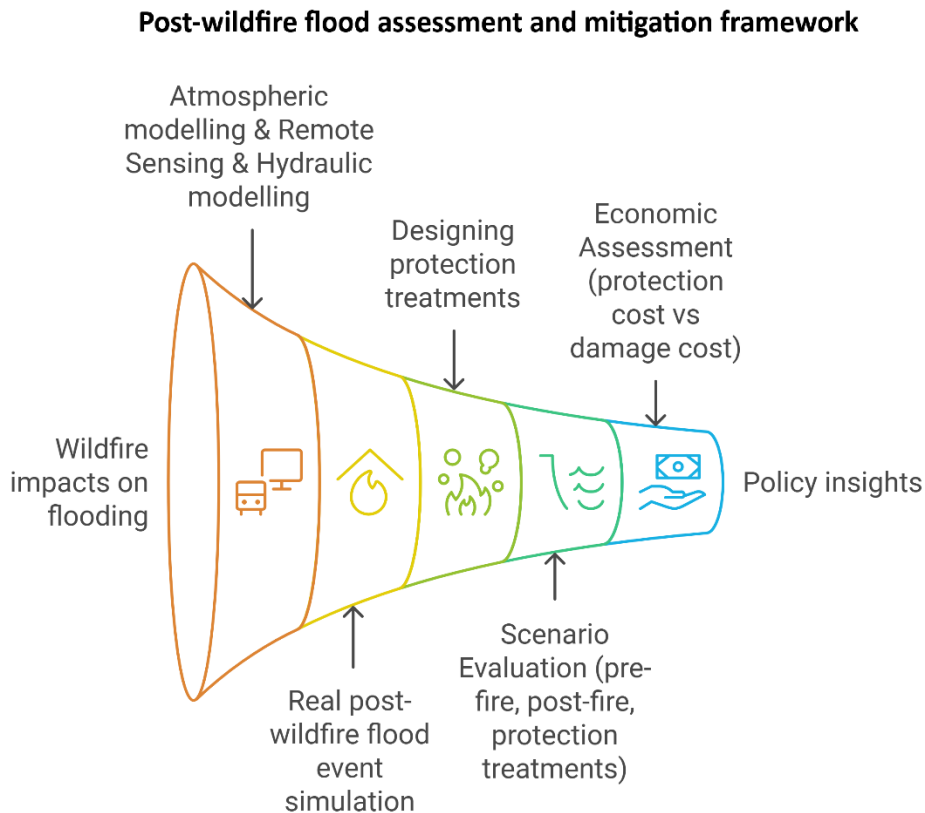 Post-wildfire flood assessment and mitigation framework
Atmospheric
modelling & Remote
Sensing & Hydraulic
modelling
Designing
protection
treatments
Economic
Assessment
(protection
cost vs
damage cost)
Wildfire
impacts on
flooding
Policy insights
Real post-
wildfire flood
event
simulation
Scenario
Evaluation (pre-
fire, post-fire,
protection
treatments)